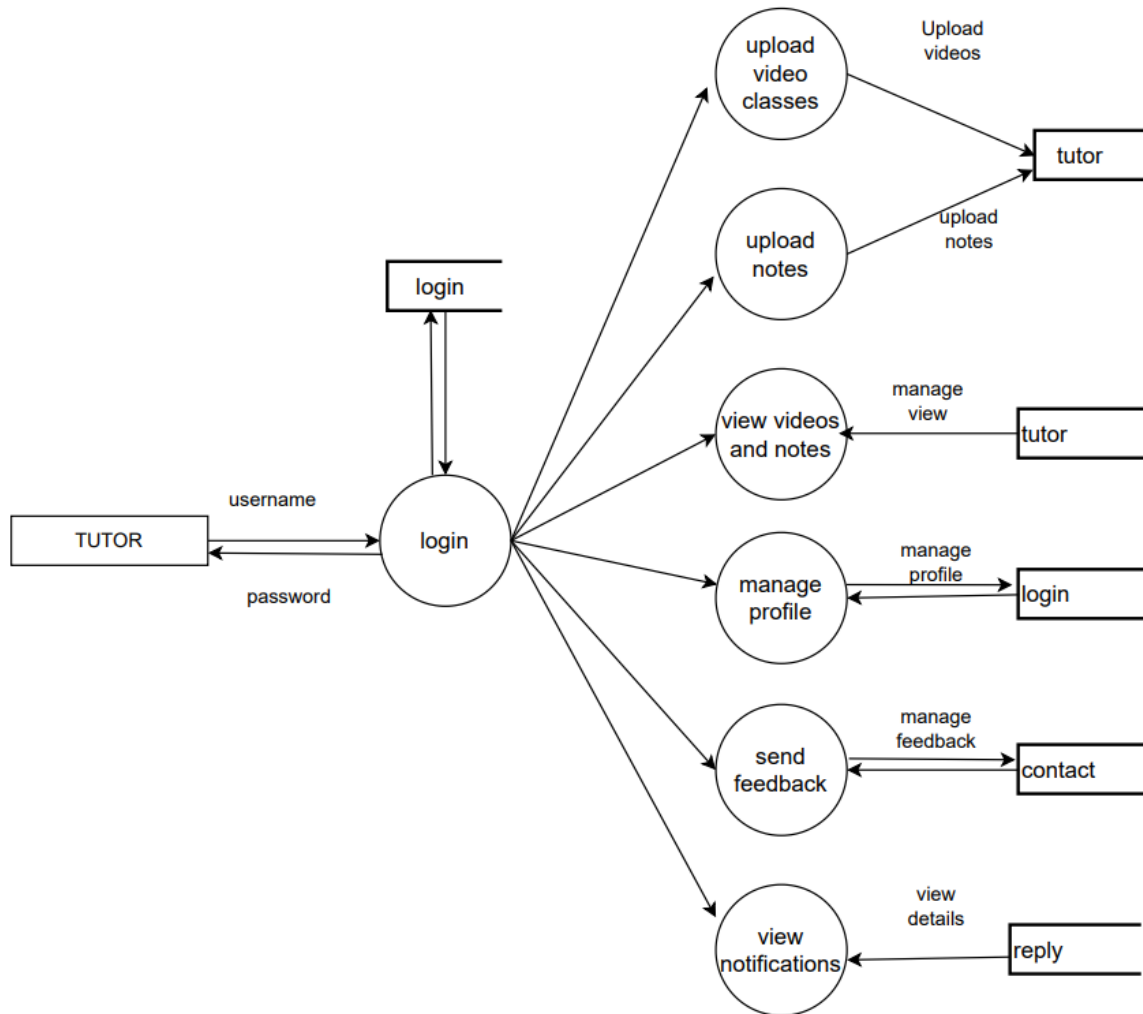 upload
video
classes
Upload
videos
tutor
upload
notes
upload
notes
login
view videos
and notes
manage
view
tutor
TUTOR
username
password
login
manage
profile
manage
profile
login
send
feedback
manage
feedback
contact
view
notifications
view
details
reply